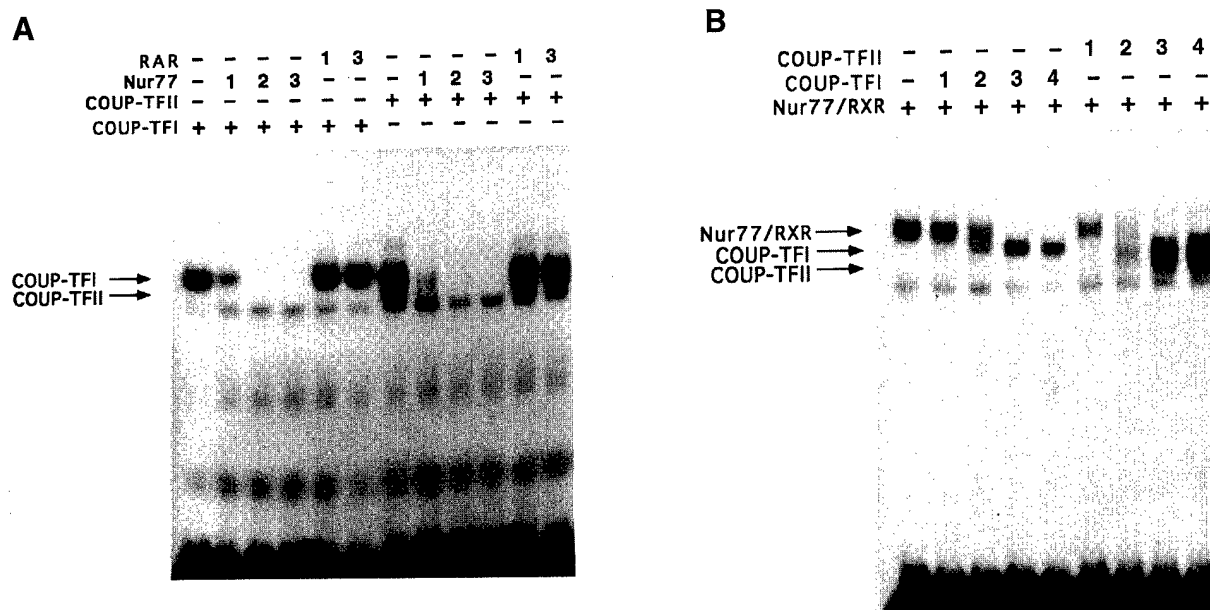 A
RAR – – – – 1 3 – – – – 1 3
Nur77 – 1 2 3 – – – 1 2 3 – –
COUP-TFII – – – – – – + + + + + +
COUP-TFI + + + + + + – – – – – –
COUP-TFI
COUP-TFII
B
COUP-TFII – – – – – 1 2 3 4
COUP-TFI – 1 2 3 4 – – – –
Nur77/RXR + + + + + + + + +
Nur77/RXR
COUP-TFI
COUP-TFII